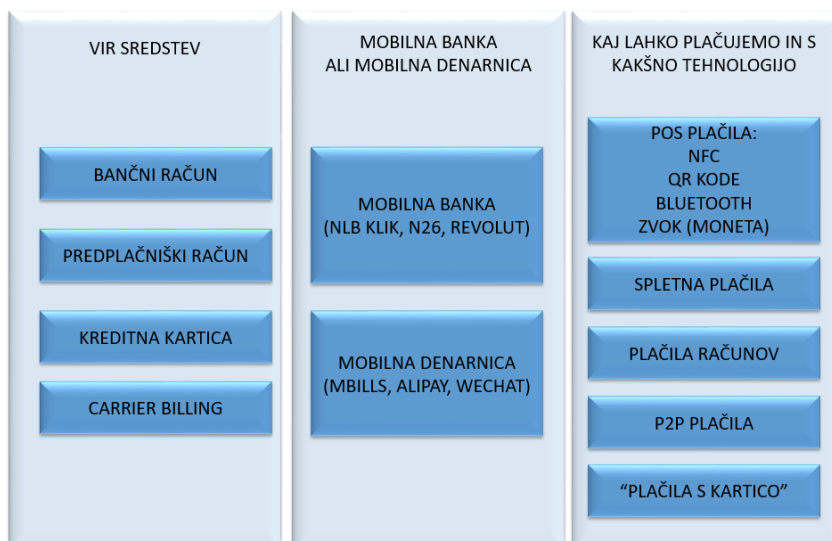 VIR SREDSTEV
BANČNI RAČUN
PREDPLAČNIŠKI RAČUN
KREDITNA KARTICA
CARRIER BILLING
MOBILNA BANKA
ALI MOBILNA DENARNICA
MOBILNA BANKA
(NLB KLIK, N26, REVOLUT)
MOBILNA DENARNICA
(MBILLS, ALIPAY, WECHAT)
KAJ LAHKO PLAČUJEMO IN S
KAKŠNO TEHNOLOGIJO
POS PLAČILA:
NFC
QR KODE
BLUETOOTH
ZVOK (MONETA)
SPLETNA PLAČILA
PLAČILA RAČUNOV
P2P PLAČILA
“PLAČILA S KARTICO”